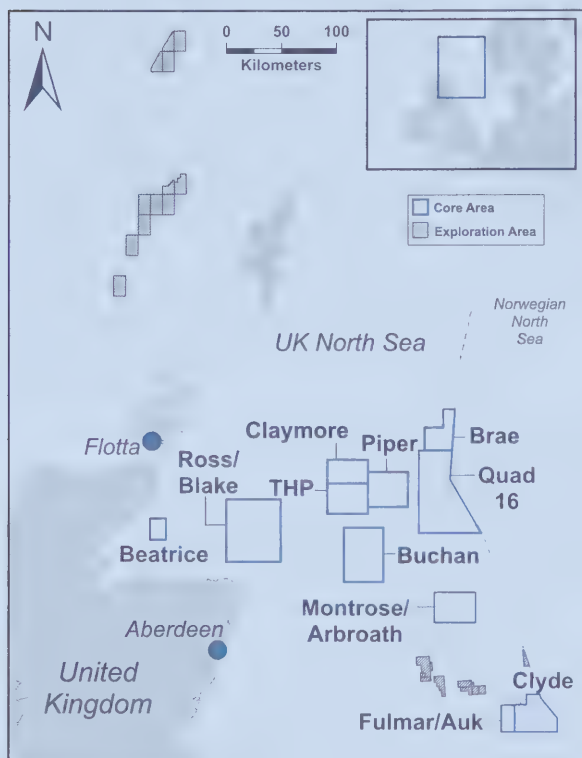 N
0 50 100
Kilometers
Core Area
Exploration Area
Norwegian
North
Sea
UK North Sea
Flotta
Claymore
Piper
Brae
Ross/
Blake
THP
Quad
16
Beatrice
Buchan
Montrose/
Arbroath
Aberdeen
United
Kingdom
Clyde
Fulmar/Auk